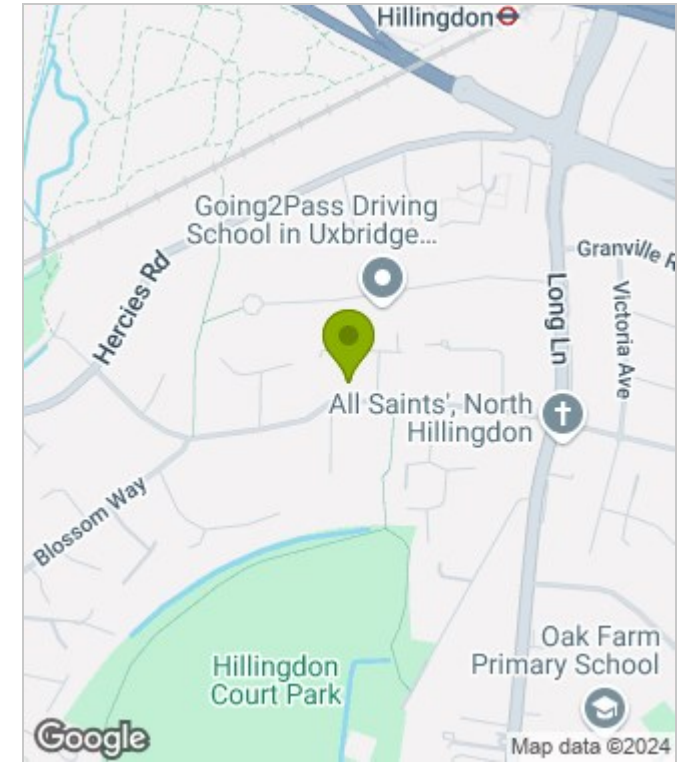 Hillingdon
Going2Pass Driving
School in Uxbridge...
Granville R
Hercies Rd
Long Ln
Victoria Ave
All Saints', North
Hillingdon
Blossom Way
Hillingdon
Court Park
Oak Farm
Primary School
Google
Map data ©2024